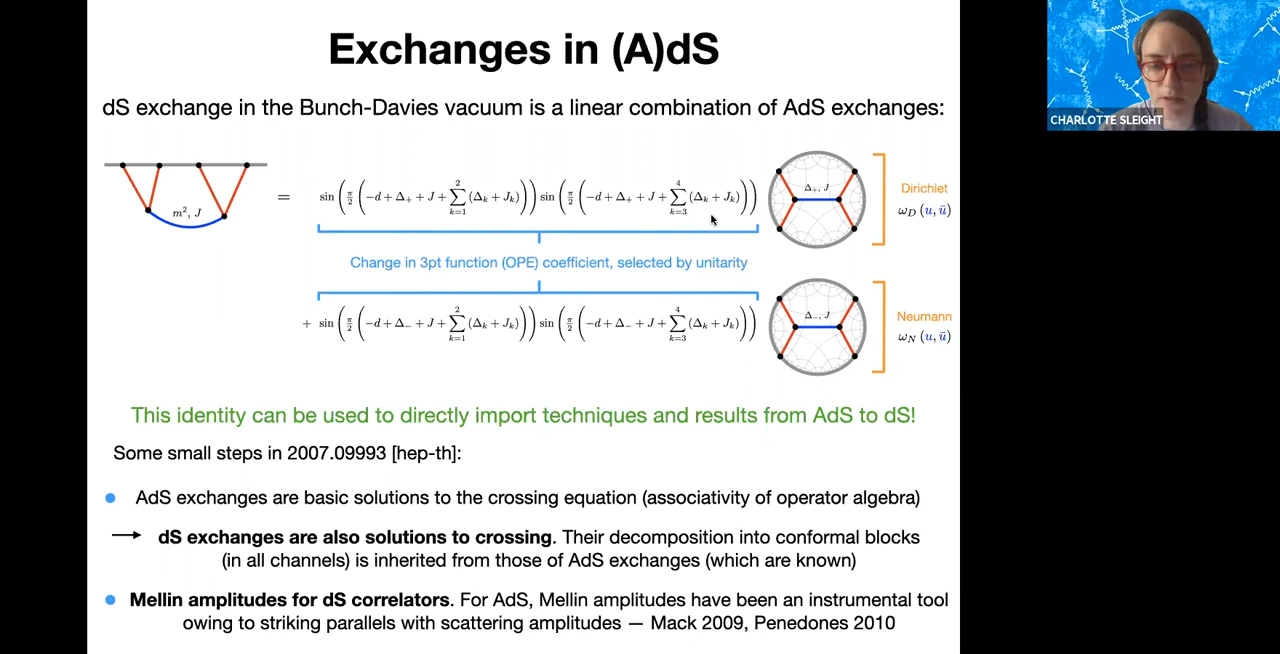 Exchanges in (A)dS
CHARLOTTE SLEIGHT
dS exchange in the Bunch-Davies vacuum is a linear combination of AdS exchanges:
m², J
= sin(π/2(−d + Δ₊ + J + ∑²ₖ₌₁(Δₖ + Jₖ))) sin(π/2(−d + Δ₊ + J + ∑⁴ₖ₌₃(Δₖ + Jₖ)))
Δ₊, J
Dirichlet
ω_D (u, ū)
Change in 3pt function (OPE) coefficient, selected by unitarity
+ sin(π/2(−d + Δ₋ + J + ∑²ₖ₌₁(Δₖ + Jₖ))) sin(π/2(−d + Δ₋ + J + ∑⁴ₖ₌₃(Δₖ + Jₖ)))
Δ₋, J
Neumann
ω_N (u, ū)
This identity can be used to directly import techniques and results from AdS to dS!
Some small steps in 2007.09993 [hep-th]:
● AdS exchanges are basic solutions to the crossing equation (associativity of operator algebra)
→ dS exchanges are also solutions to crossing. Their decomposition into conformal blocks
(in all channels) is inherited from those of AdS exchanges (which are known)
● Mellin amplitudes for dS correlators. For AdS, Mellin amplitudes have been an instrumental tool
owing to striking parallels with scattering amplitudes — Mack 2009, Penedones 2010